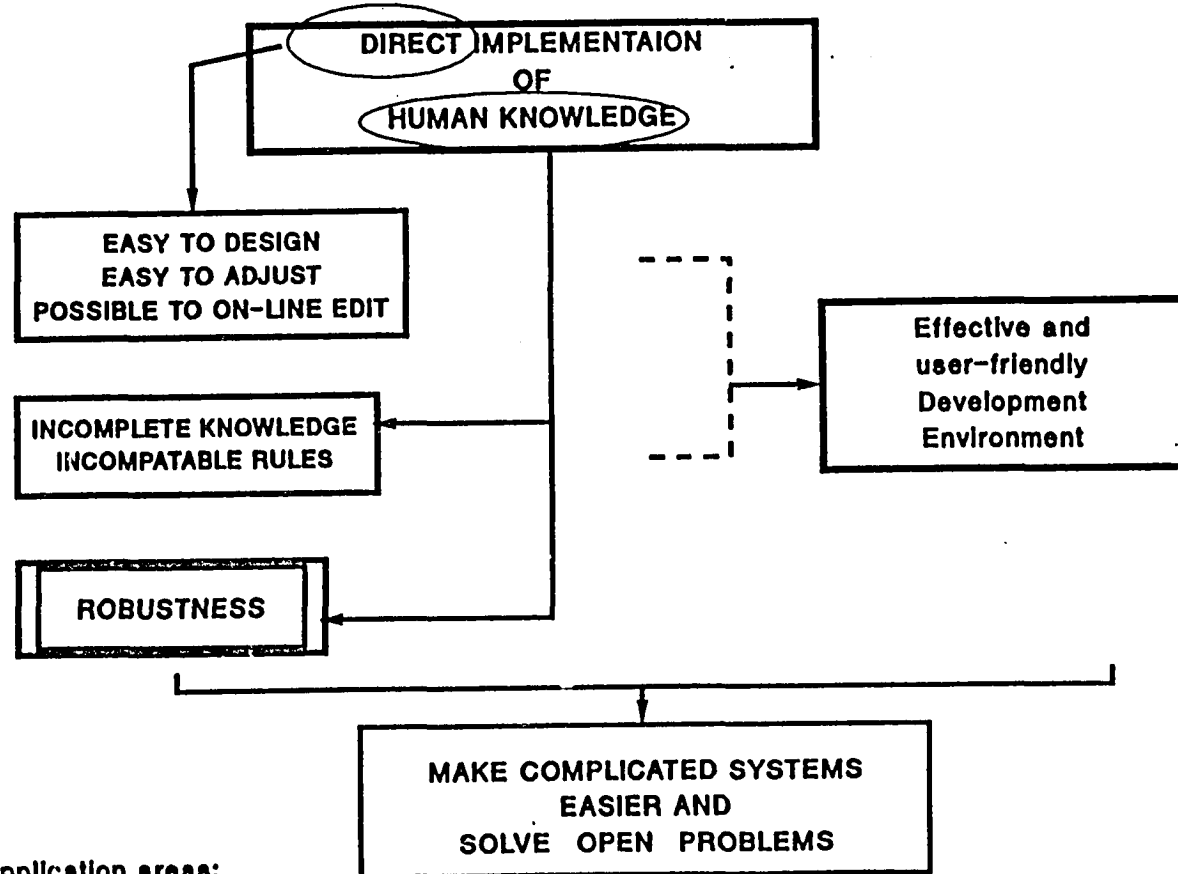 DIRECT IMPLEMENTAION
OF
HUMAN KNOWLEDGE
EASY TO DESIGN
EASY TO ADJUST
POSSIBLE TO ON-LINE EDIT
Effective and
user-friendly
Development
Environment
INCOMPLETE KNOWLEDGE
INCOMPATABLE RULES
ROBUSTNESS
MAKE COMPLICATED SYSTEMS
EASIER AND
SOLVE OPEN PROBLEMS
areas: